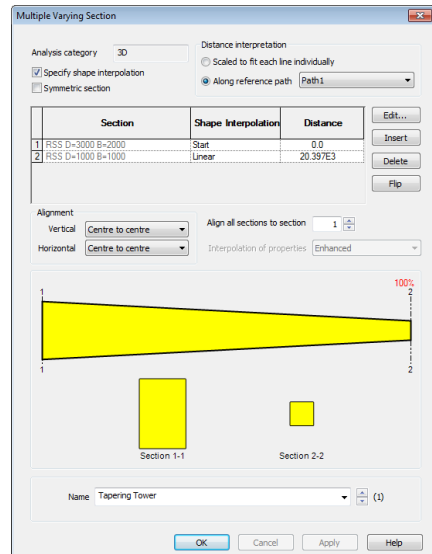 Multiple Varying Section
Analysis category 3D
Specify shape interpolation
Symmetric section
Distance interpretation
Scaled to fit each line individually
Along reference path Path1
Section Shape Interpolation Distance
1 RSS D=3000 B=2000 Start 0.0
2 RSS D=1000 B=1000 Linear 20.397E3
Edit...
Insert
Delete
Flip
Alignment
Vertical Centre to centre
Horizontal Centre to centre
Align all sections to section 1
Interpolation of properties Enhanced
100%
1 2
1 2
Section 1-1 Section 2-2
Name Tapering Tower (1)
OK Cancel Apply Help